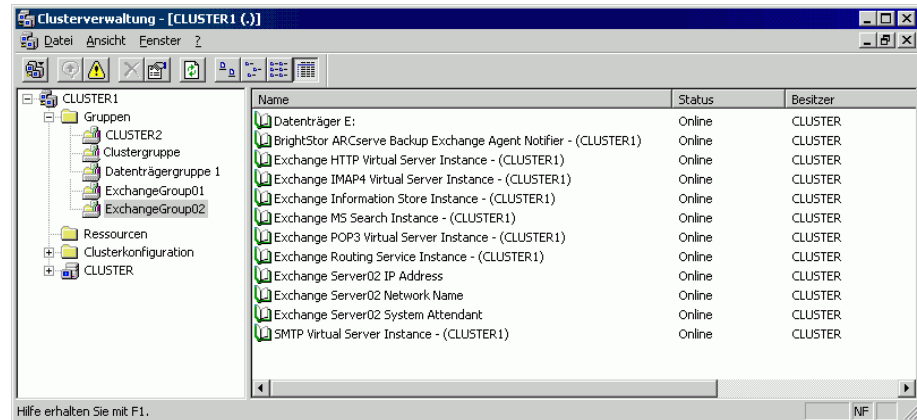 Clusterverwaltung - [CLUSTER1 (.)]
Datei Ansicht Fenster ?
CLUSTER1
Gruppen
CLUSTER2
Clustergruppe
Datenträgergruppe 1
ExchangeGroup01
ExchangeGroup02
Ressourcen
Clusterkonfiguration
CLUSTER
Name Status Besitzer
Datenträger E: Online CLUSTER
BrightStor ARCserve Backup Exchange Agent Notifier - (CLUSTER1) Online CLUSTER
Exchange HTTP Virtual Server Instance - (CLUSTER1) Online CLUSTER
Exchange IMAP4 Virtual Server Instance - (CLUSTER1) Online CLUSTER
Exchange Information Store Instance - (CLUSTER1) Online CLUSTER
Exchange MS Search Instance - (CLUSTER1) Online CLUSTER
Exchange POP3 Virtual Server Instance - (CLUSTER1) Online CLUSTER
Exchange Routing Service Instance - (CLUSTER1) Online CLUSTER
Exchange Server02 IP Address Online CLUSTER
Exchange Server02 Network Name Online CLUSTER
Exchange Server02 System Attendant Online CLUSTER
SMTP Virtual Server Instance - (CLUSTER1) Online CLUSTER
Hilfe erhalten Sie mit F1. NF